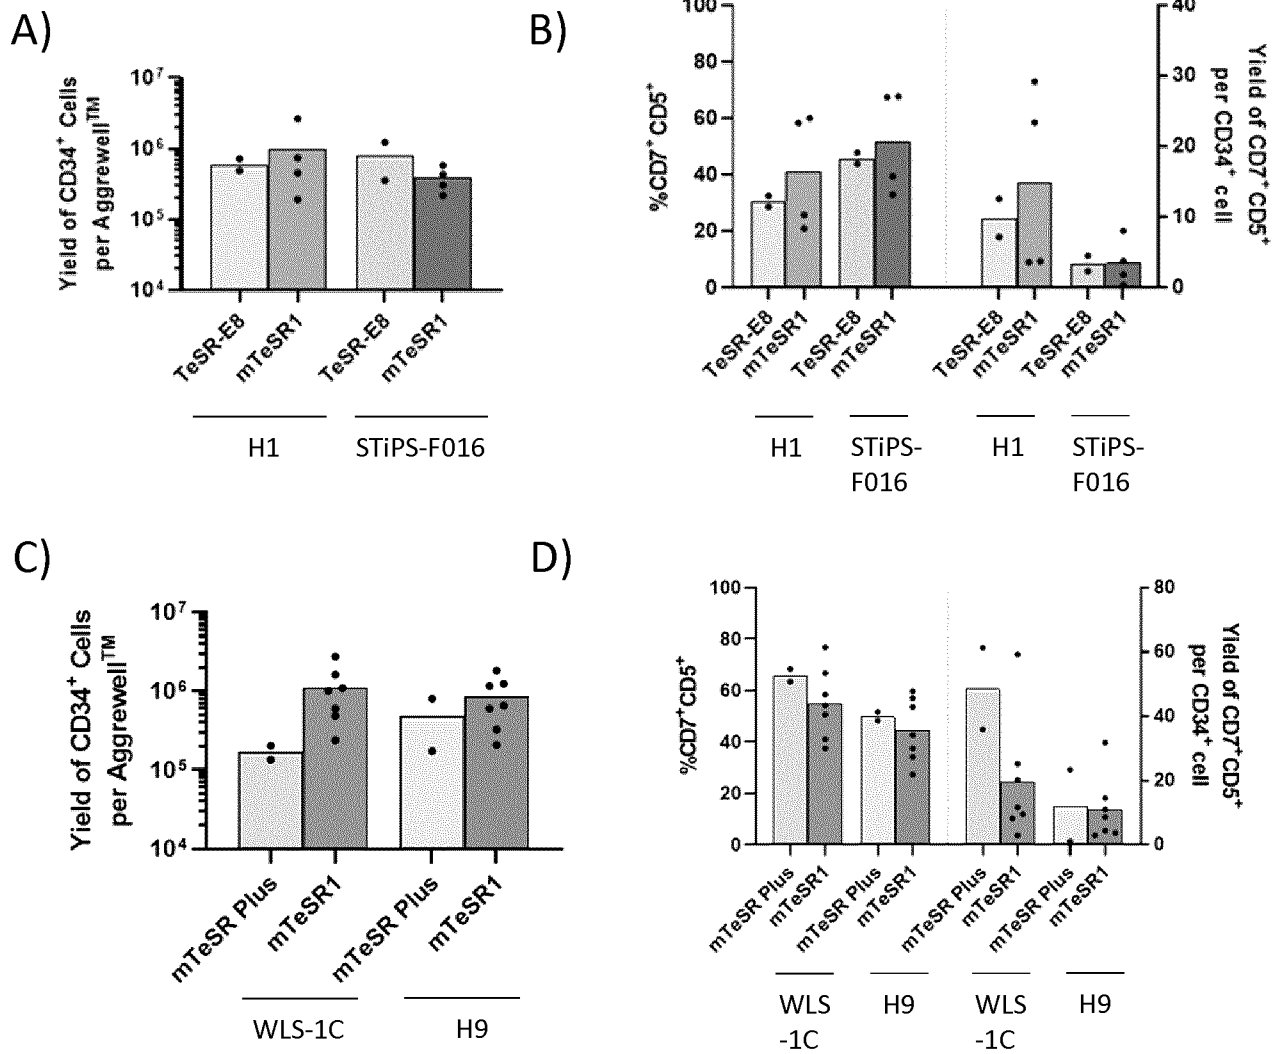 A)
Yield of CD34⁺ Cells
per Aggrewell™
10⁷
10⁶
10⁵
10⁴
TeSR-E8
mTeSR1
TeSR-E8
mTeSR1
H1
STiPS-F016
B)
%CD7⁺CD5⁺
100
80
60
40
20
0
40
30
20
10
0
Yield of CD7⁺CD5⁺
per CD34⁺ cell
TeSR-E8
mTeSR1
TeSR-E8
mTeSR1
TeSR-E8
mTeSR1
TeSR-E8
mTeSR1
H1
STiPS-
F016
H1
STiPS-
F016
C)
Yield of CD34⁺ Cells
per Aggrewell™
10⁷
10⁶
10⁵
10⁴
mTeSR Plus
mTeSR1
mTeSR Plus
mTeSR1
WLS-1C
H9
D)
%CD7⁺CD5⁺
100
80
60
40
20
0
80
60
40
20
0
Yield of CD7⁺CD5⁺
per CD34⁺ cell
mTeSR Plus
mTeSR1
mTeSR Plus
mTeSR1
mTeSR Plus
mTeSR1
mTeSR Plus
mTeSR1
WLS
-1C
H9
WLS
-1C
H9